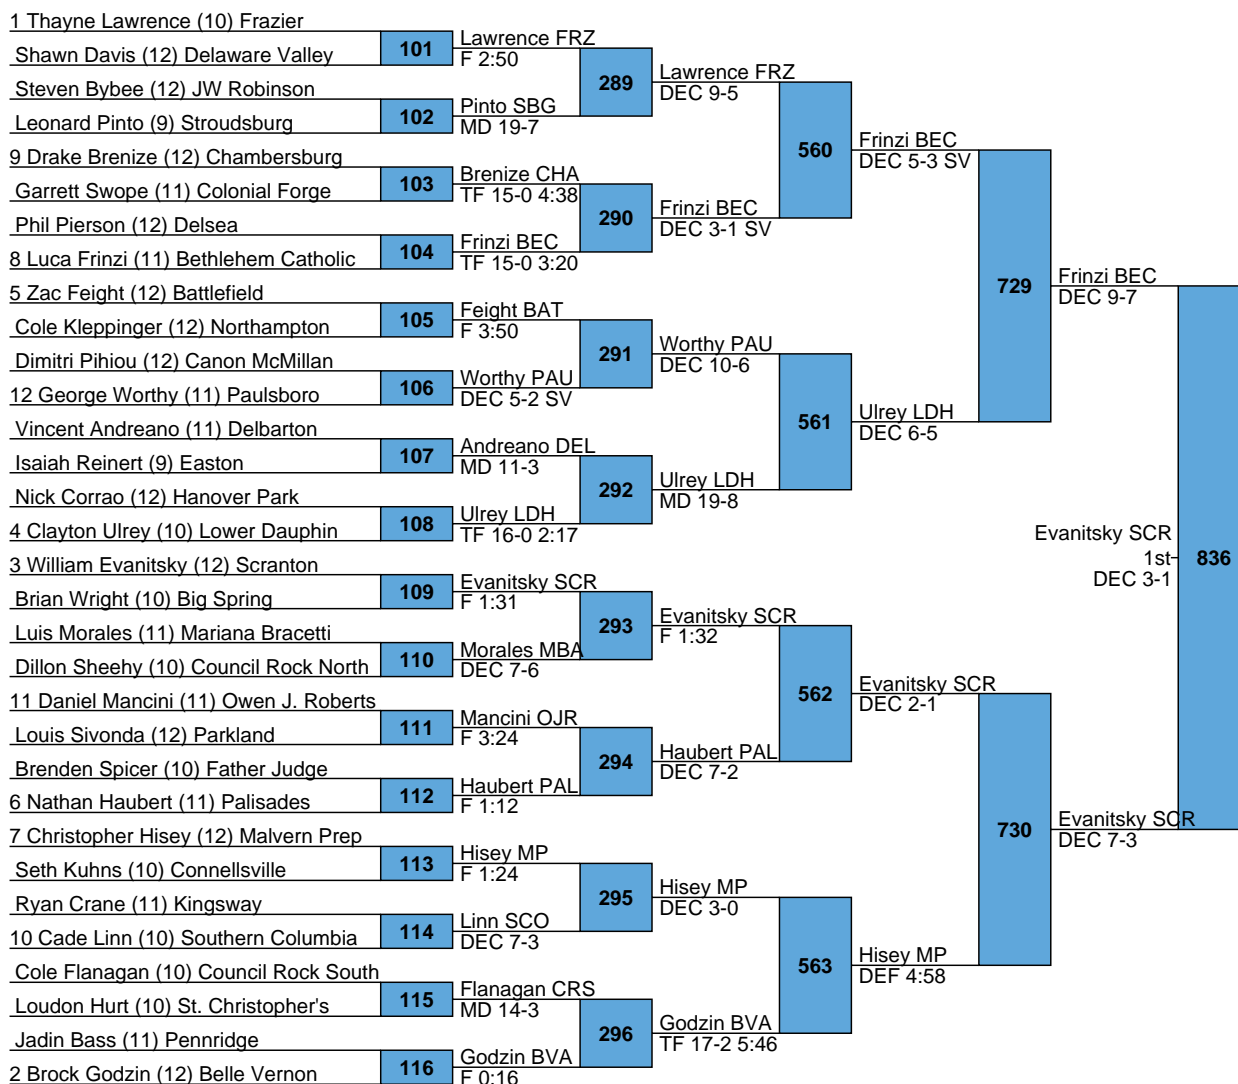 1 Thayne Lawrence (10) Frazier
Shawn Davis (12) Delaware Valley
Steven Bybee (12) JW Robinson
Leonard Pinto (9) Stroudsburg
9 Drake Brenize (12) Chambersburg
Garrett Swope (11) Colonial Forge
Phil Pierson (12) Delsea
8 Luca Frinzi (11) Bethlehem Catholic
5 Zac Feight (12) Battlefield
Cole Kleppinger (12) Northampton
Dimitri Pihiou (12) Canon McMillan
12 George Worthy (11) Paulsboro
Vincent Andreano (11) Delbarton
Isaiah Reinert (9) Easton
Nick Corrao (12) Hanover Park
4 Clayton Ulrey (10) Lower Dauphin
3 William Evanitsky (12) Scranton
Brian Wright (10) Big Spring
Luis Morales (11) Mariana Bracetti
Dillon Sheehy (10) Council Rock North
11 Daniel Mancini (11) Owen J. Roberts
Louis Sivonda (12) Parkland
Brenden Spicer (10) Father Judge
6 Nathan Haubert (11) Palisades
7 Christopher Hisey (12) Malvern Prep
Seth Kuhns (10) Connellsville
Ryan Crane (11) Kingsway
10 Cade Linn (10) Southern Columbia
Cole Flanagan (10) Council Rock South
Loudon Hurt (10) St. Christopher's
Jadin Bass (11) Pennridge
2 Brock Godzin (12) Belle Vernon
101
102
103
104
105
106
107
108
109
110
111
112
113
114
115
116
Lawrence FRZ
F 2:50
Pinto SBG
MD 19-7
Brenize CHA
TF 15-0 4:38
Frinzi BEC
TF 15-0 3:20
Feight BAT
F 3:50
Worthy PAU
DEC 5-2 SV
Andreano DEL
MD 11-3
Ulrey LDH
TF 16-0 2:17
Evanitsky SCR
F 1:31
Morales MBA
DEC 7-6
Mancini OJR
F 3:24
Haubert PAL
F 1:12
Hisey MP
F 1:24
Linn SCO
DEC 7-3
Flanagan CRS
MD 14-3
Godzin BVA
F 0:16
289
290
291
292
293
294
295
296
Lawrence FRZ
DEC 9-5
Frinzi BEC
DEC 3-1 SV
Worthy PAU
DEC 10-6
Ulrey LDH
MD 19-8
Evanitsky SCR
F 1:32
Haubert PAL
DEC 7-2
Hisey MP
DEC 3-0
Godzin BVA
TF 17-2 5:46
560
561
562
563
Frinzi BEC
DEC 5-3 SV
Ulrey LDH
DEC 6-5
Evanitsky SCR
DEC 2-1
Hisey MP
DEF 4:58
729
730
Frinzi BEC
DEC 9-7
Evanitsky SCR
DEC 7-3
Evanitsky SCR
1st
DEC 3-1
836